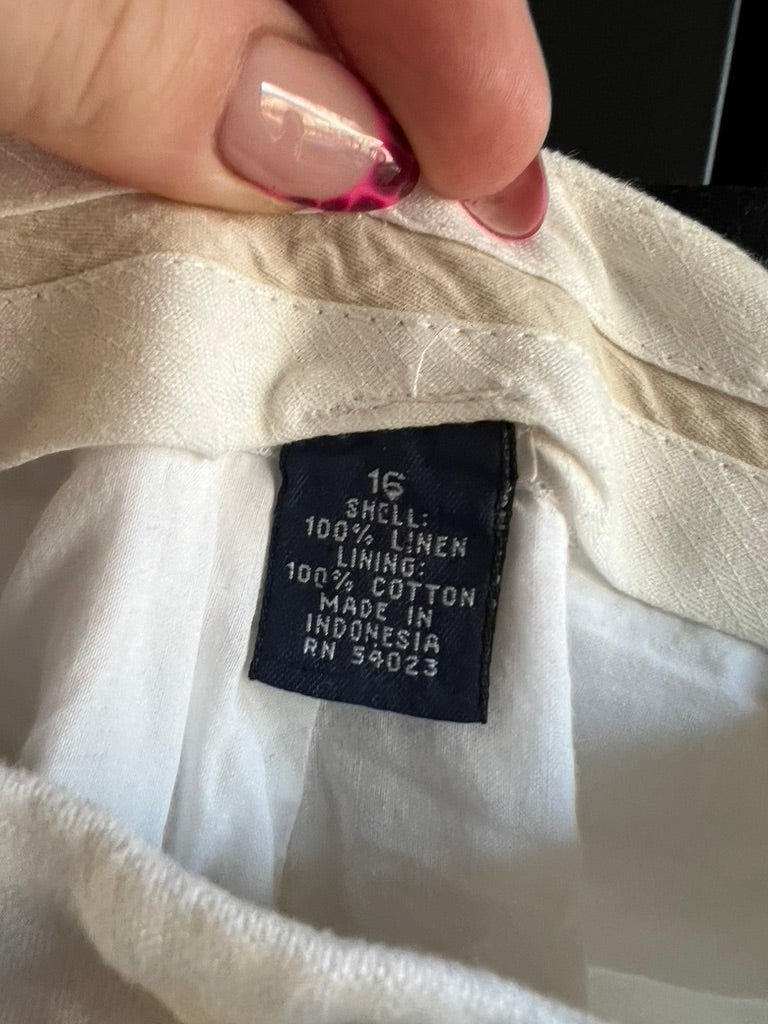 16
SHELL:
100% LINEN
LINING:
100% COTTON
MADE IN
INDONESIA
RN 54023